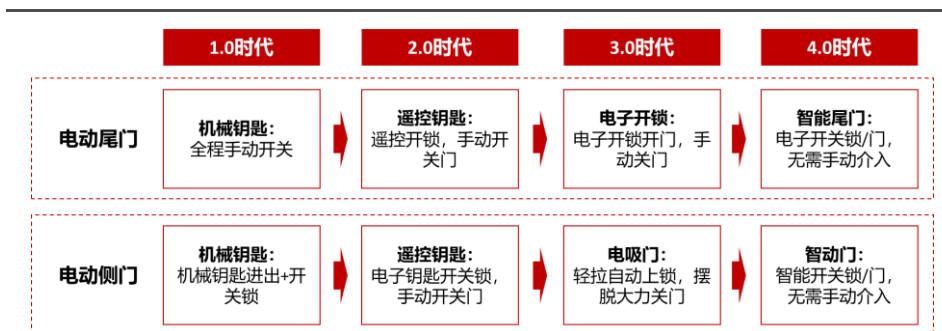 1.0时代
2.0时代
3.0时代
4.0时代
电动尾门
机械钥匙：
全程手动开关
遥控钥匙：
遥控开锁，手动开
关门
电子开锁：
电子开锁开门，手
动关门
智能尾门：
电子开关锁/门，
无需手动介入
电动侧门
机械钥匙：
机械钥匙进出+开
关锁
遥控钥匙：
电子钥匙开关锁，
手动开关门
电吸门：
轻拉自动上锁，摆
脱大力关门
智动门：
智能开关锁/门，
无需手动介入